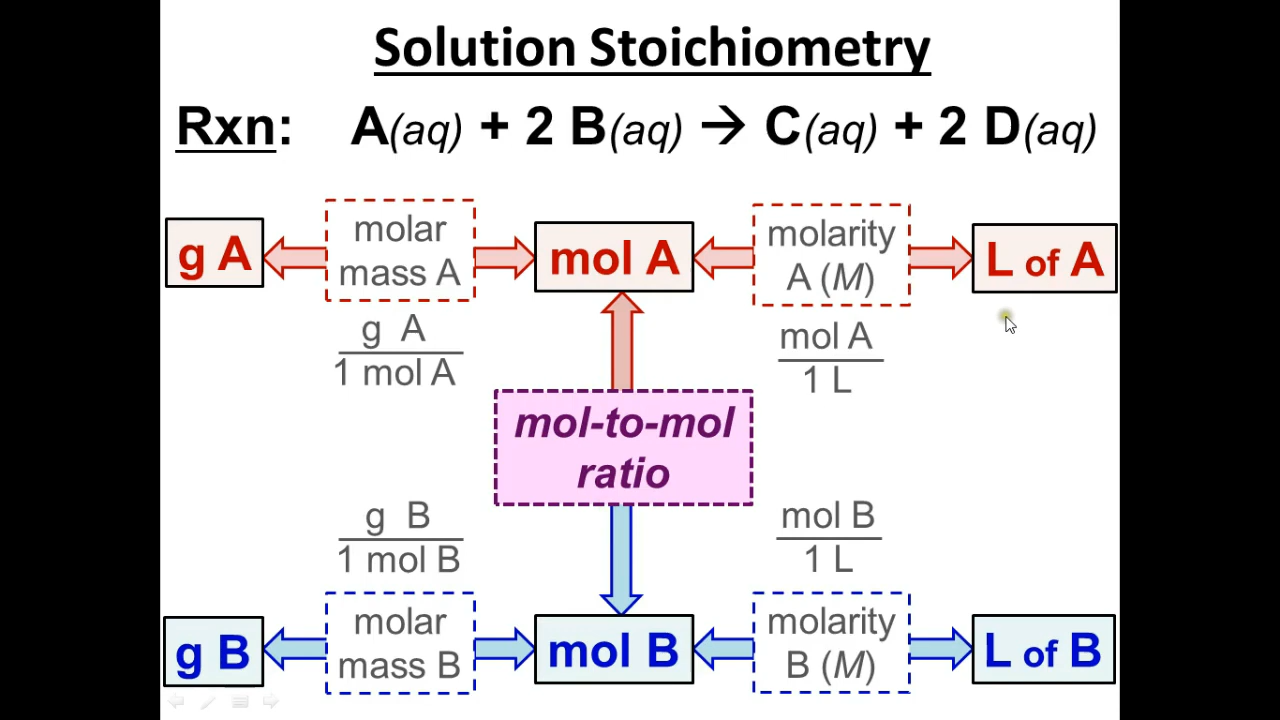 Solution Stoichiometry
Rxn: A(aq) + 2 B(aq) → C(aq) + 2 D(aq)
g A
molar
mass A
mol A
molarity
A (M)
L of A
g A
1 mol A
mol A
1 L
mol-to-mol
ratio
g B
1 mol B
mol B
1 L
g B
molar
mass B
mol B
molarity
B (M)
L of B